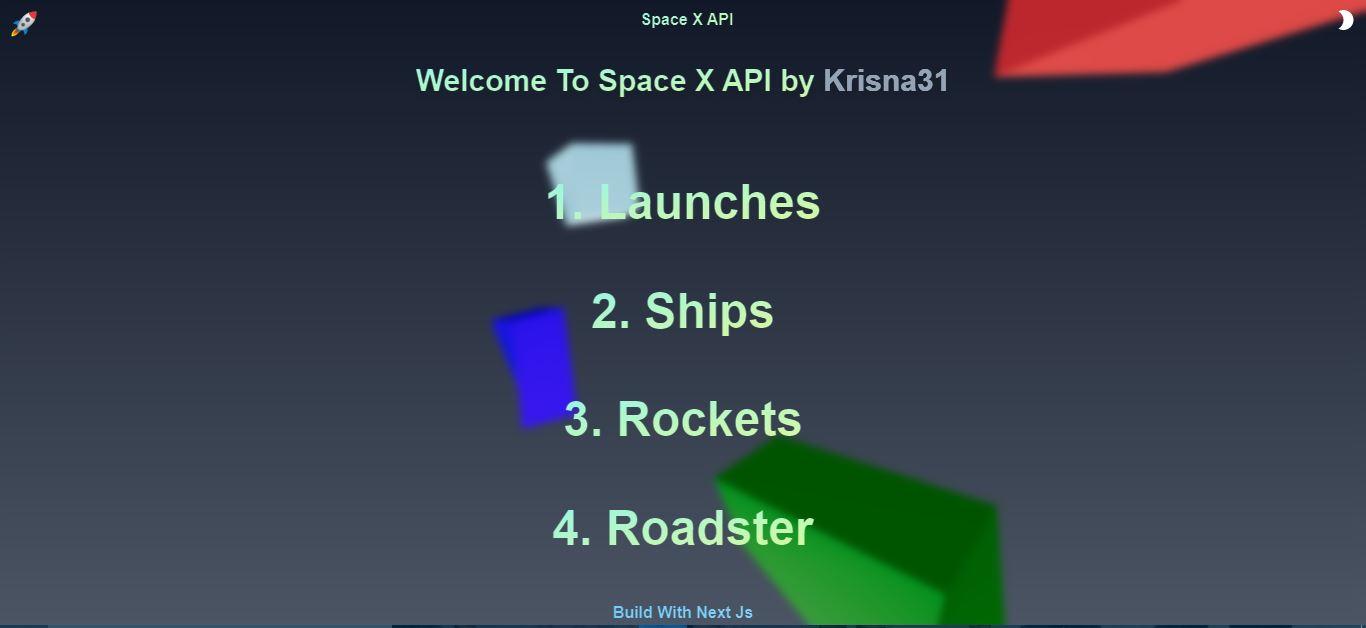 Space X API
Welcome To Space X API by Krisna31
1. Launches
2. Ships
3. Rockets
4. Roadster
Build With Next Js